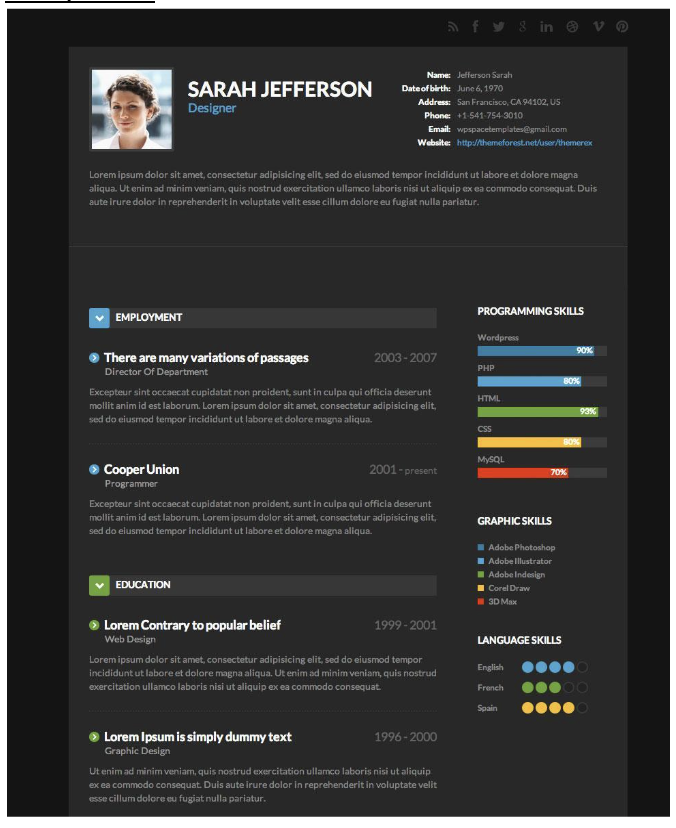 SARAH JEFFERSON
Designer
Name: Jefferson Sarah
Date of birth: June 6, 1970
Address: San Francisco, CA 94102, US
Phone: +1-541-754-3010
Email: wpspacetemplates@gmail.com
Website: http://themeforest.net/user/themerex
Lorem ipsum dolor sit amet, consectetur adipisicing elit, sed do eiusmod tempor incididunt ut labore et dolore magna
aliqua. Ut enim ad minim veniam, quis nostrud exercitation ullamco laboris nisi ut aliquip ex ea commodo consequat. Duis
aute irure dolor in reprehenderit in voluptate velit esse cillum dolore eu fugiat nulla pariatur.
EMPLOYMENT
There are many variations of passages 2003 - 2007
Director Of Department
Excepteur sint occaecat cupidatat non proident, sunt in culpa qui officia deserunt
mollit anim id est laborum. Lorem ipsum dolor sit amet, consectetur adipisicing elit,
sed do eiusmod tempor incididunt ut labore et dolore magna aliqua.
Cooper Union 2001 - present
Programmer
Excepteur sint occaecat cupidatat non proident, sunt in culpa qui officia deserunt
mollit anim id est laborum. Lorem ipsum dolor sit amet, consectetur adipisicing elit,
sed do eiusmod tempor incididunt ut labore et dolore magna aliqua.
EDUCATION
Lorem Contrary to popular belief 1999 - 2001
Web Design
Lorem ipsum dolor sit amet, consectetur adipisicing elit, sed do eiusmod tempor
incididunt ut labore et dolore magna aliqua. Ut enim ad minim veniam, quis nostrud
exercitation ullamco laboris nisi ut aliquip ex ea commodo consequat.
Lorem Ipsum is simply dummy text 1996 - 2000
Graphic Design
Ut enim ad minim veniam, quis nostrud exercitation ullamco laboris nisi ut aliquip
ex ea commodo consequat. Duis aute irure dolor in reprehenderit in voluptate velit
esse cillum dolore eu fugiat nulla pariatur.
PROGRAMMING SKILLS
Wordpress
90%
PHP
80%
HTML
93%
CSS
80%
MySQL
70%
GRAPHIC SKILLS
Adobe Photoshop
Adobe Illustrator
Adobe Indesign
Corel Draw
3D Max
LANGUAGE SKILLS
English
French
Spain